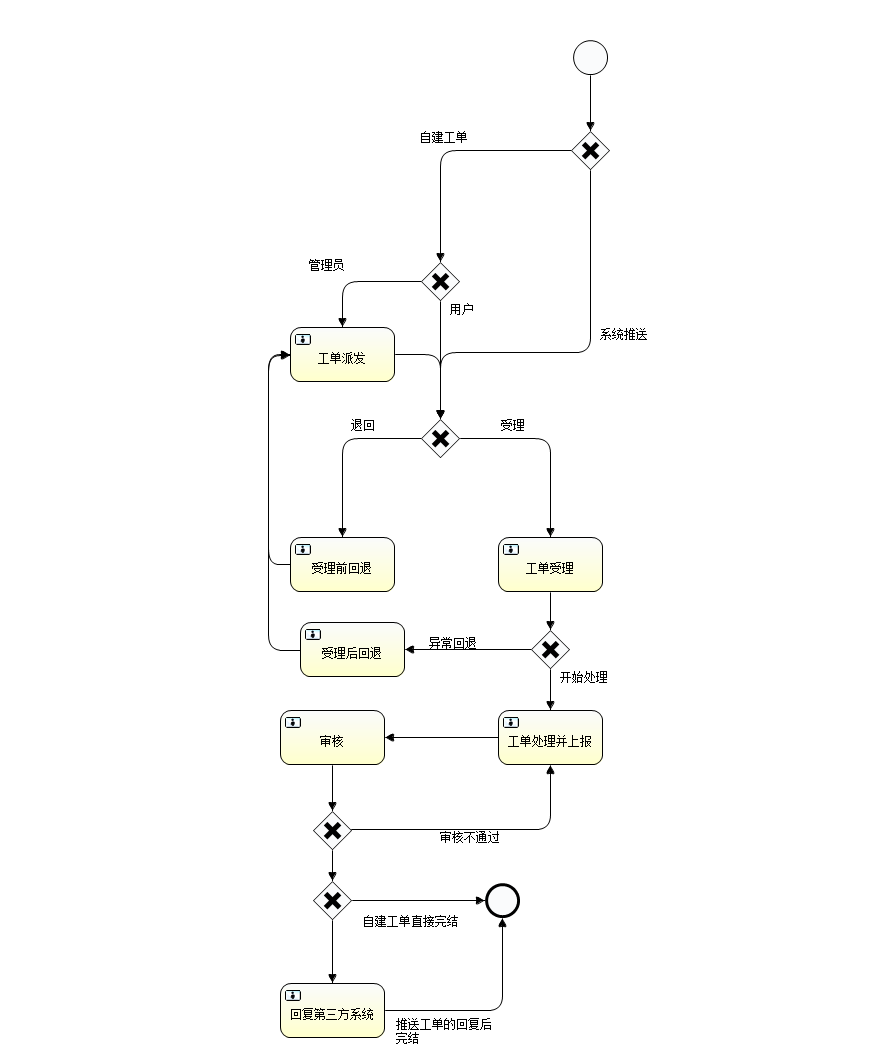 自建工单
管理员
用户
系统推送
工单派发
退回
受理
受理前回退
工单受理
异常回退
受理后回退
开始处理
审核
工单处理并上报
审核不通过
自建工单直接完结
回复第三方系统
推送工单的回复后
完结